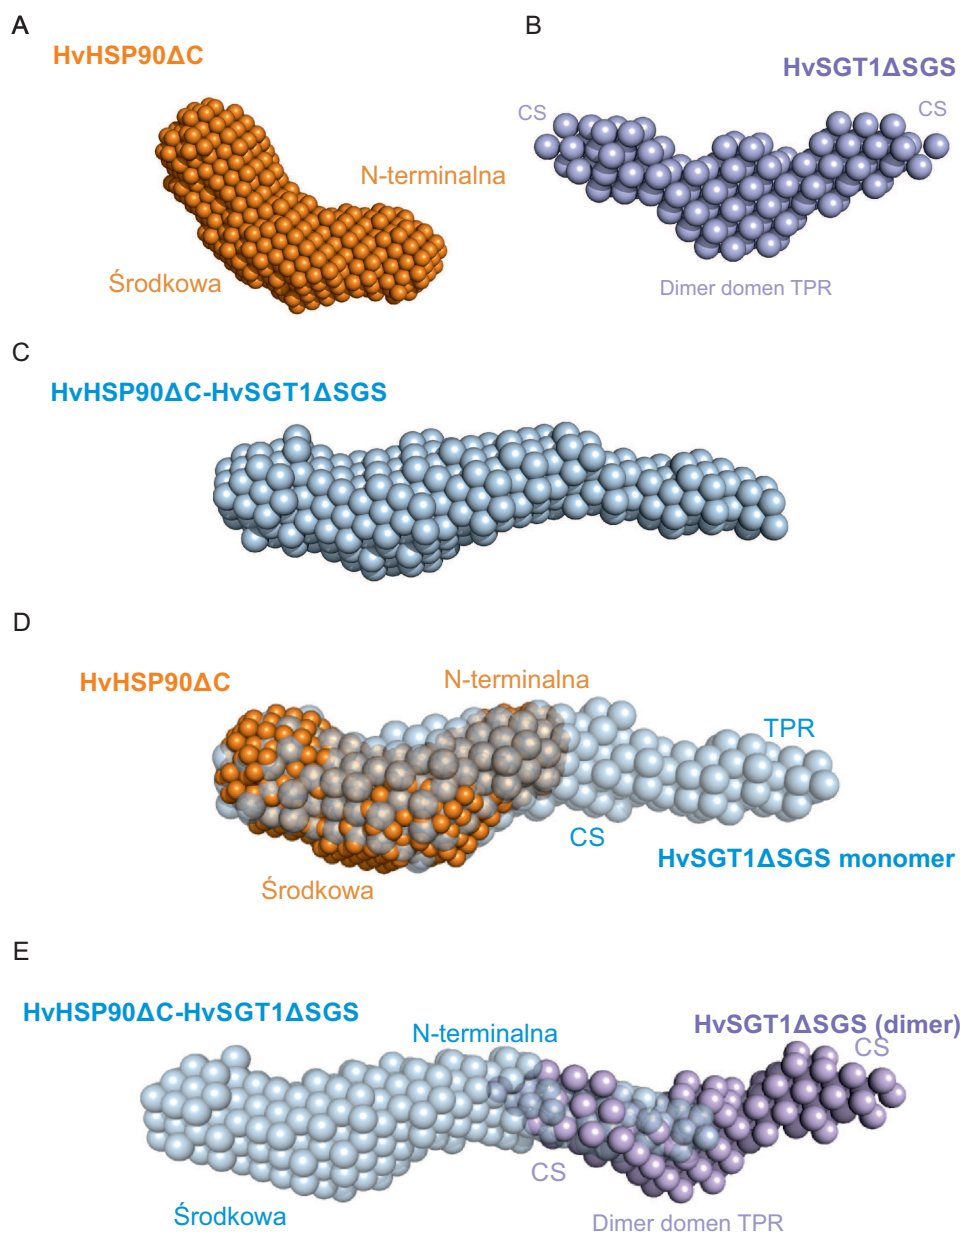 A
HvHSP90ΔC
N-terminalna
Środkowa
B
HvSGT1ΔSGS
CS
CS
Dimer domen TPR
C
HvHSP90ΔC-HvSGT1ΔSGS
D
HvHSP90ΔC
N-terminalna
TPR
CS
HvSGT1ΔSGS monomer
Środkowa
E
HvHSP90ΔC-HvSGT1ΔSGS
N-terminalna
HvSGT1ΔSGS (dimer)
CS
CS
Środkowa
Dimer domen TPR